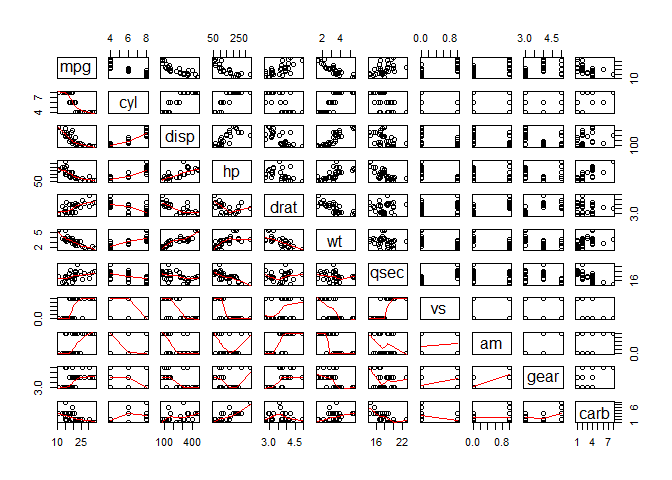 4 6 8 50 250 2 4 0.0 0.8 3.0 4.5
mpg 10
4 7 cyl
disp 100
50 hp
drat 3.0
2 5 wt
qsec 16
0.0 vs
am 0.0
3.0 gear
carb 1 6
10 25 100 400 3.0 4.5 16 22 0.0 0.8 1 4 7